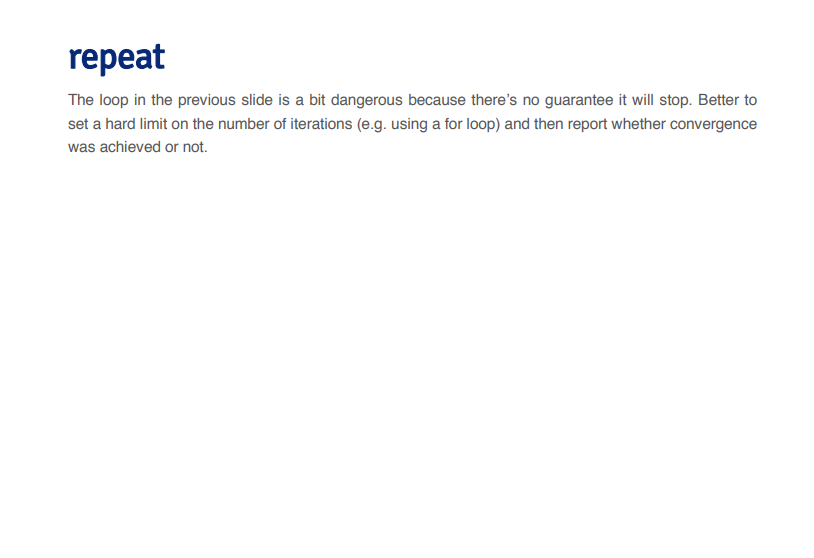 repeat
The loop in the previous slide is a bit dangerous because there’s no guarantee it will stop. Better to
set a hard limit on the number of iterations (e.g. using a for loop) and then report whether convergence
was achieved or not.